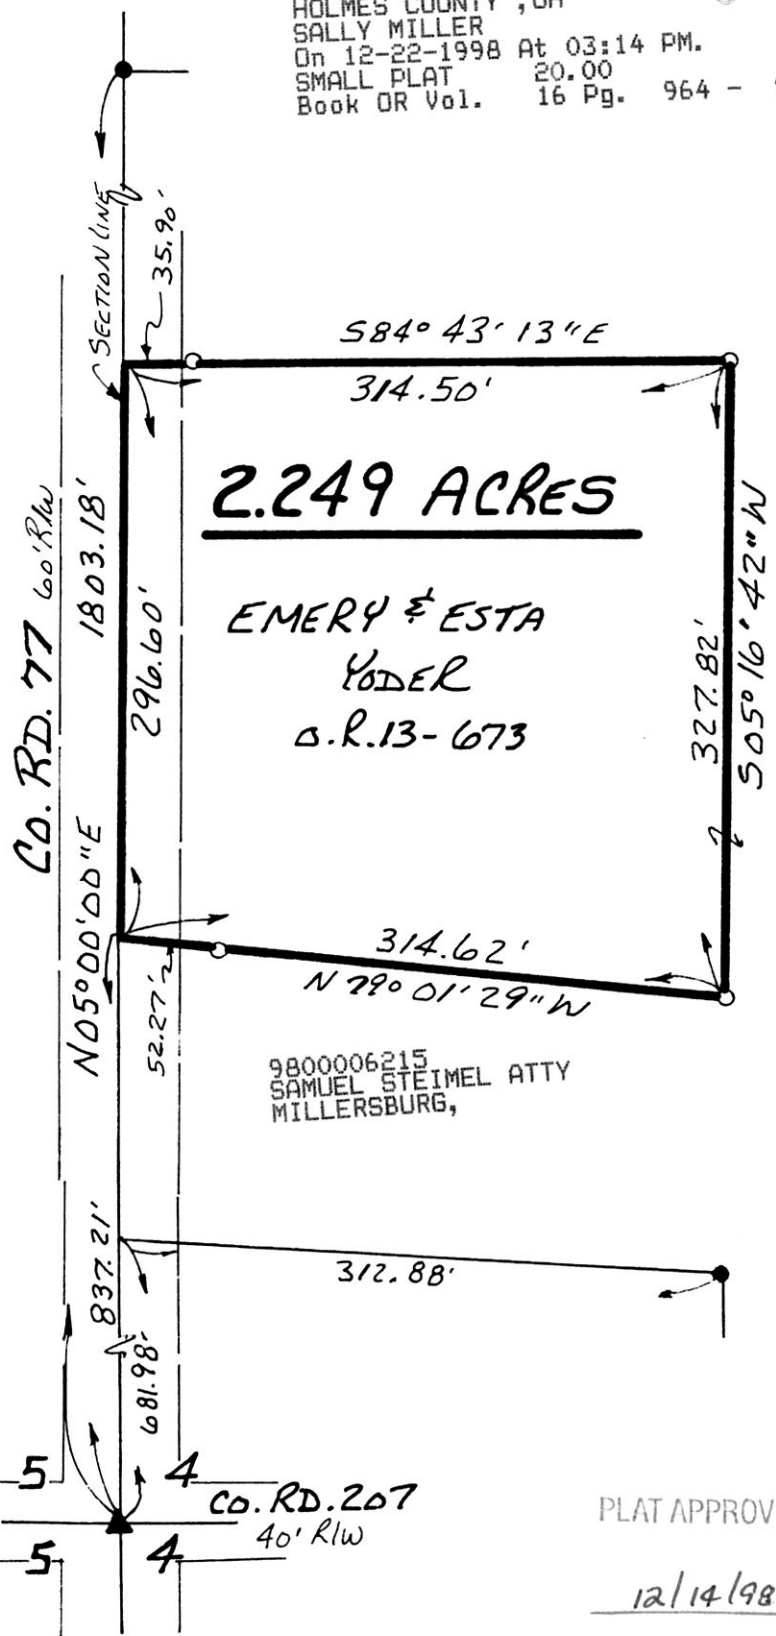 HOLMES COUNTY ,OH
SALLY MILLER
On 12-22-1998 At 03:14 PM.
SMALL PLAT 20.00
Book OR Vol. 16 Pg. 964 -
SECTION LINE
35.90'
S84° 43' 13" E
314.50'
2.249 ACRES
EMERY & ESTA
YODER
O.R.13-673
CO. RD. 77 60' R/W
1803.18'
296.60'
327.82'
S05° 16' 42" W
N05°00'00"E
314.62'
N 79° 01' 29" W
52.27'
9800006215
SAMUEL STEIMEL ATTY
MILLERSBURG,
837.21'
312.88'
681.98'
5 4
CO. RD. 207
40' R/W
5 4
PLAT APPROV
12/14/98